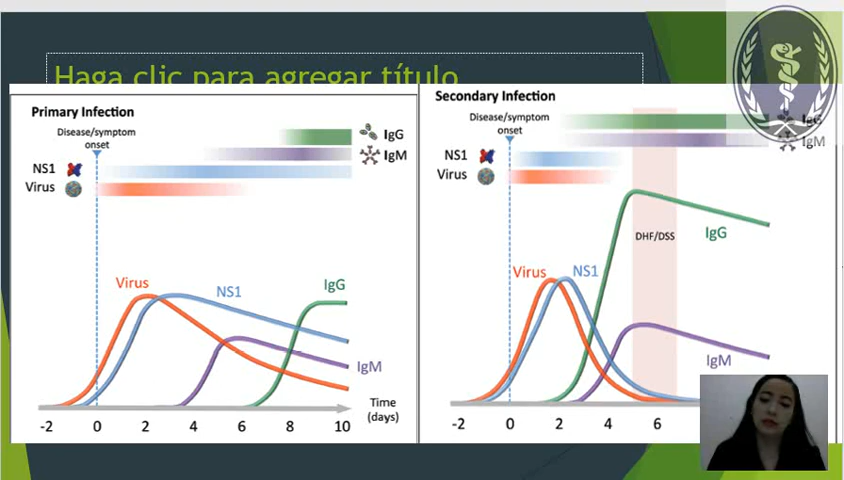 Haga clic para agregar título
Primary Infection
Disease/symptom
onset
IgG
IgM
NS1
Virus
Virus
NS1
IgG
IgM
Time
(days)
-2 0 2 4 6 8 10
Secondary Infection
Disease/symptom
onset
IgG
IgM
NS1
Virus
DHF/DSS
IgG
Virus
NS1
IgM
-2 0 2 4 6